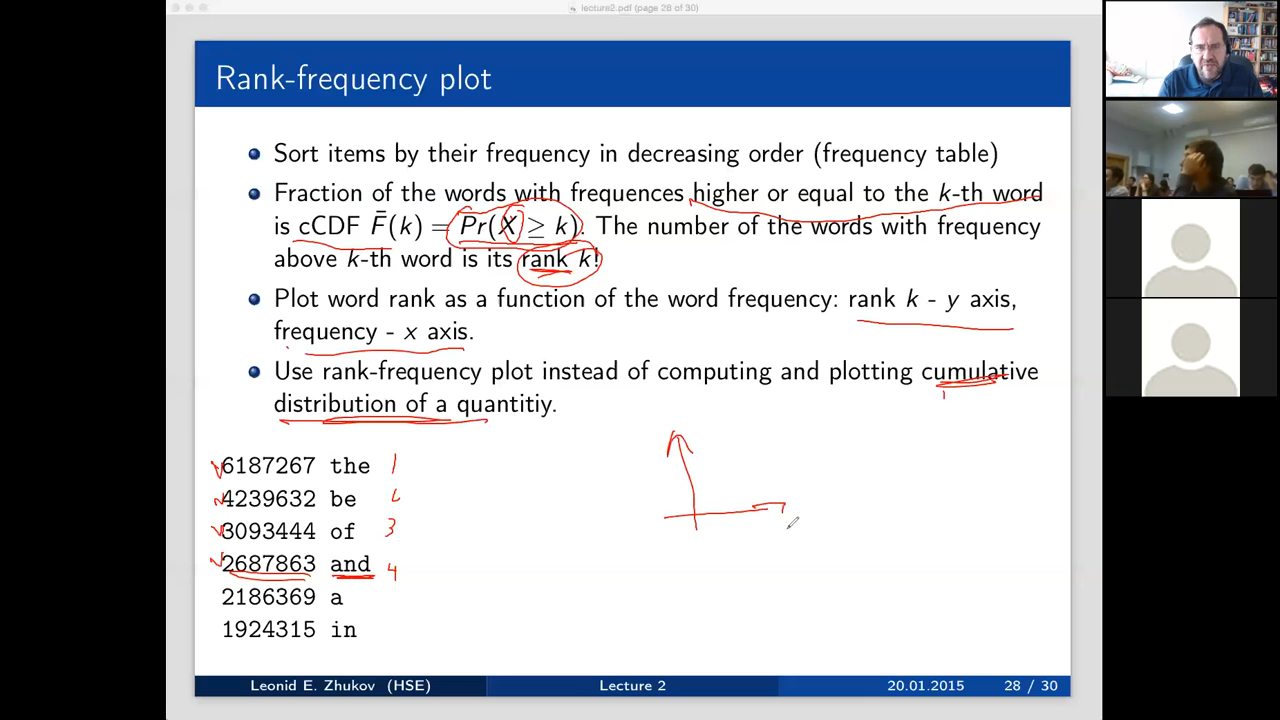 lecture2.pdf (page 28 of 30)
Rank-frequency plot
Sort items by their frequency in decreasing order (frequency table)
Fraction of the words with frequences higher or equal to the k-th word
is cCDF F̄(k) = Pr(X ≥ k). The number of the words with frequency
above k-th word is its rank k!
Plot word rank as a function of the word frequency: rank k - y axis,
frequency - x axis.
Use rank-frequency plot instead of computing and plotting cumulative
distribution of a quantitiy.
6187267 the 1
4239632 be
3093444 of 3
2687863 and 4
2186369 a
1924315 in
Leonid E. Zhukov (HSE) Lecture 2 20.01.2015 28 / 30